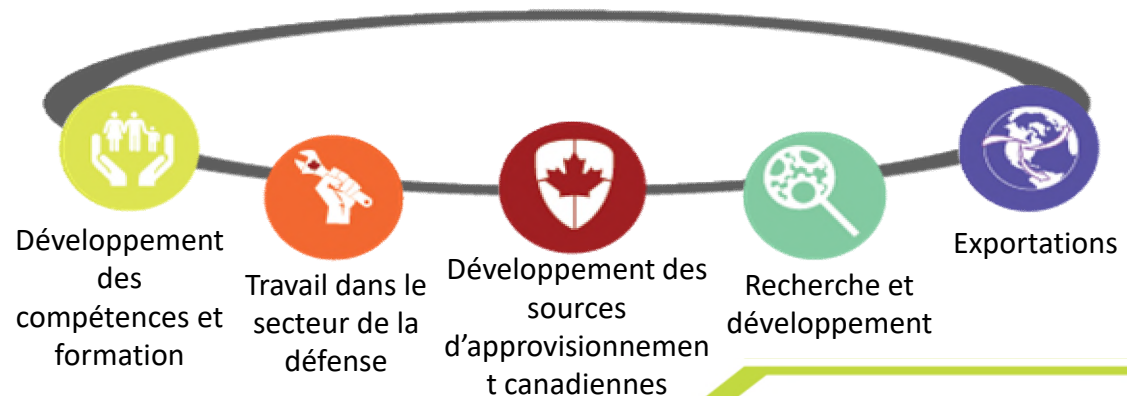 Développement
des
compétences et
formation
Travail dans le
secteur de la
défense
Développement des
sources
d'approvisionnemen
t canadiennes
Recherche et
développement
Exportations